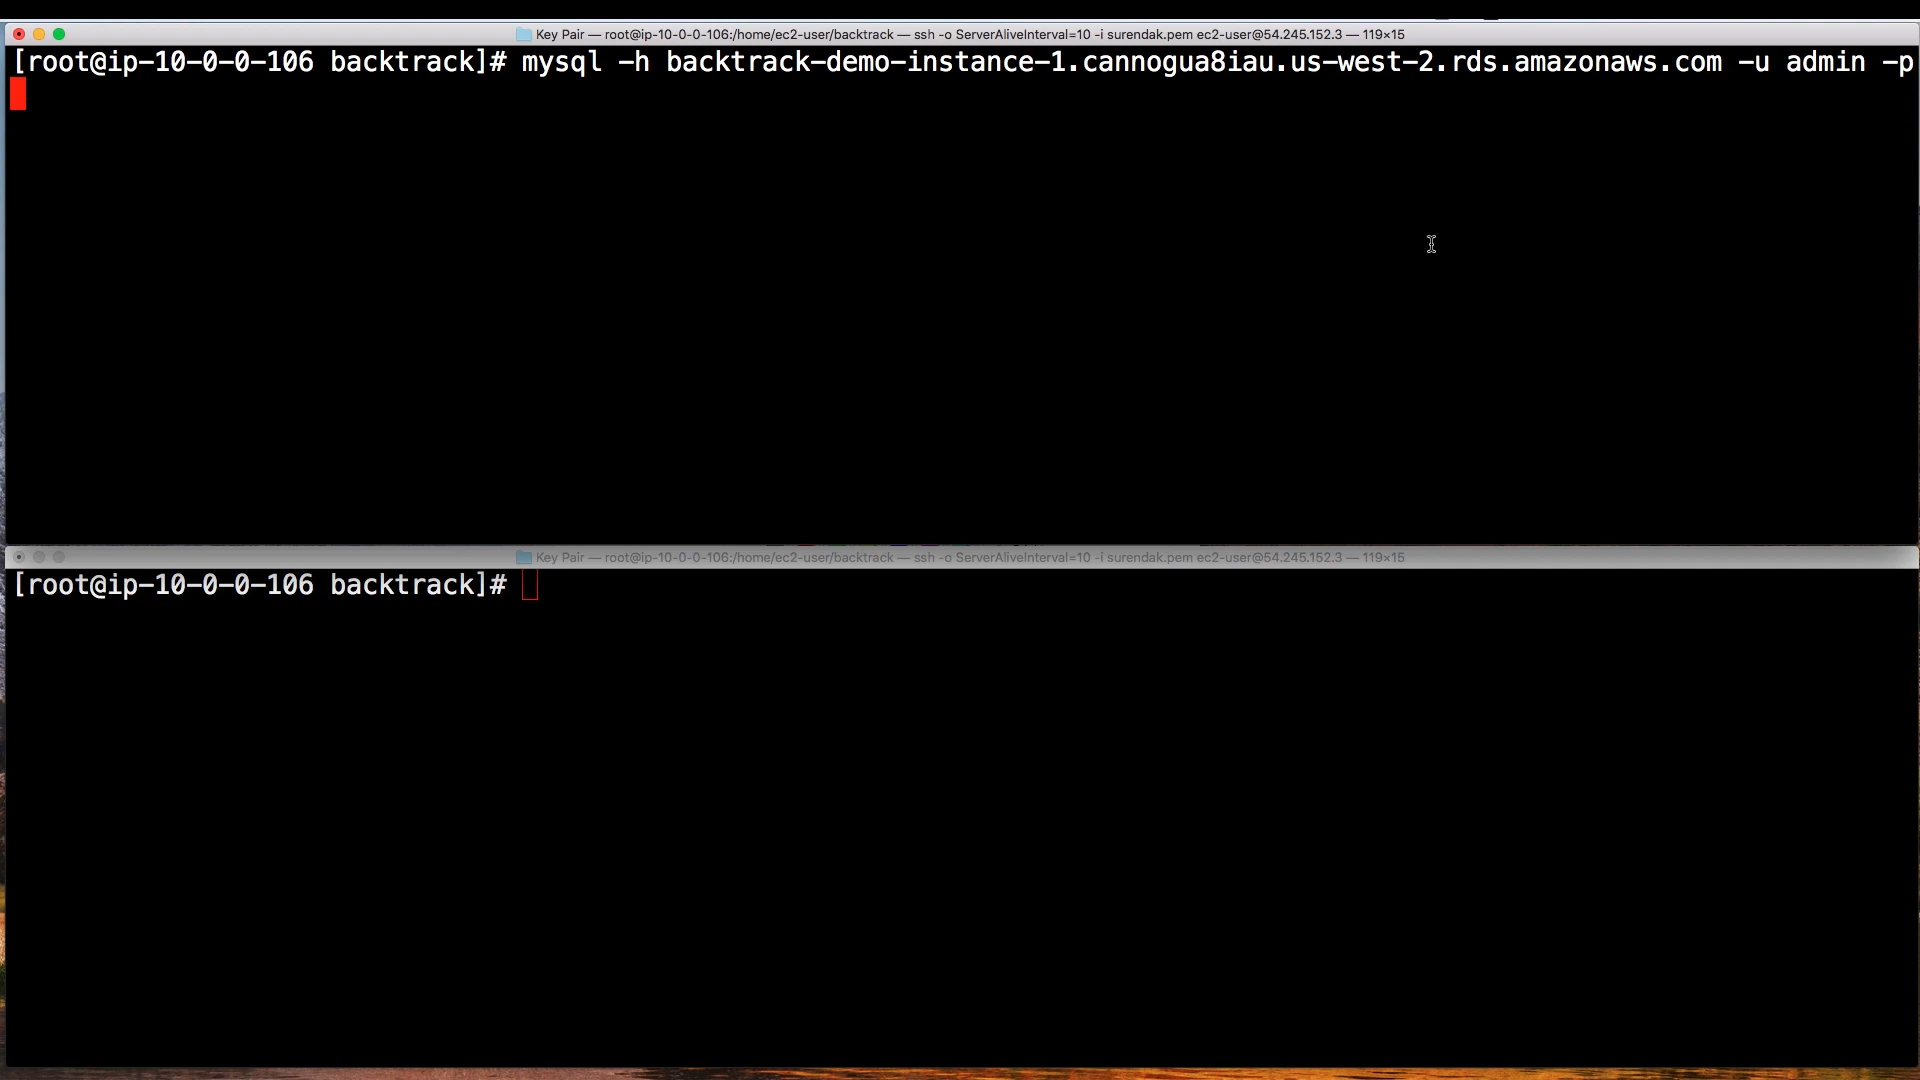 Key Pair — root@ip-10-0-0-106:/home/ec2-user/backtrack — ssh -o ServerAliveInterval=10 -i surendak.pem ec2-user@54.245.152.3 — 119×15
[root@ip-10-0-0-106 backtrack]# mysql -h backtrack-demo-instance-1.cannogua8iau.us-west-2.rds.amazonaws.com -u admin -p
Key Pair — root@ip-10-0-0-106:/home/ec2-user/backtrack — ssh -o ServerAliveInterval=10 -i surendak.pem ec2-user@54.245.152.3 — 119×15
[root@ip-10-0-0-106 backtrack]#